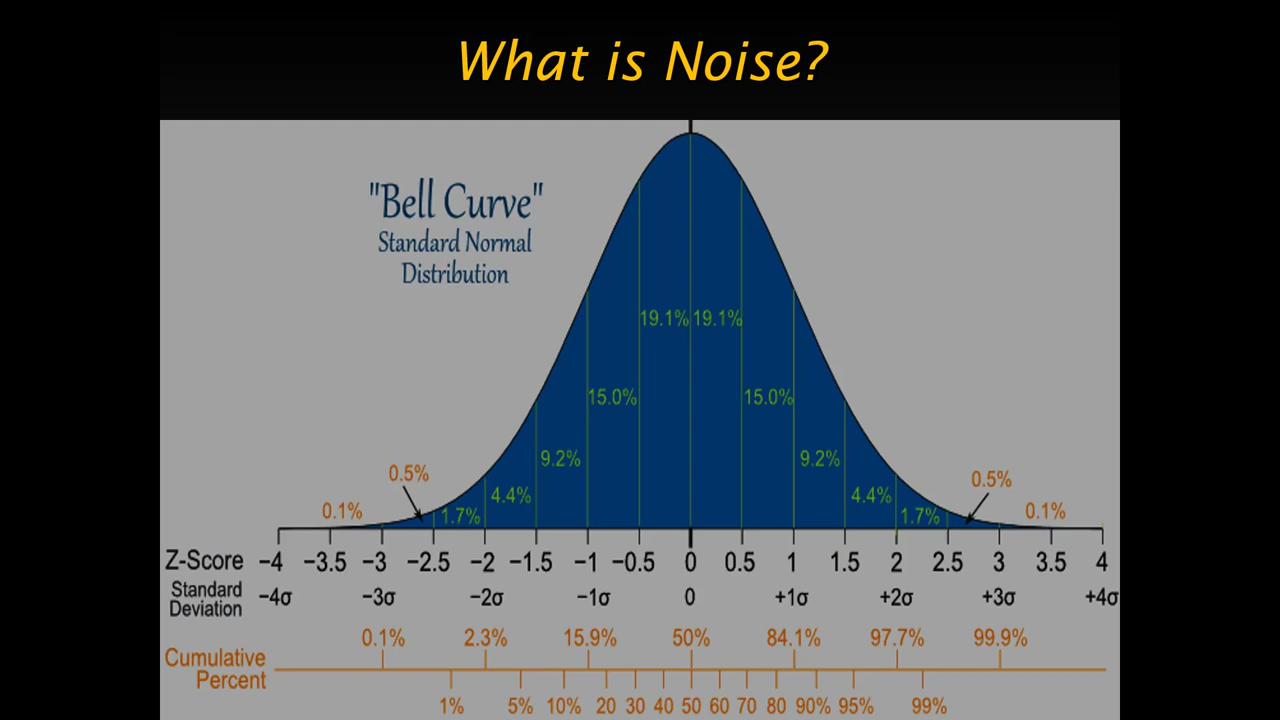 What is Noise?
"Bell Curve"
Standard Normal
Distribution
19.1% 19.1%
15.0% 15.0%
9.2% 9.2%
0.5% 0.5%
4.4% 4.4%
0.1% 1.7% 1.7% 0.1%
Z-Score −4 −3.5 −3 −2.5 −2 −1.5 −1 −0.5 0 0.5 1 1.5 2 2.5 3 3.5 4
Standard
Deviation −4σ −3σ −2σ −1σ 0 +1σ +2σ +3σ +4σ
0.1% 2.3% 15.9% 50% 84.1% 97.7% 99.9%
Cumulative
Percent
1% 5% 10% 20 30 40 50 60 70 80 90% 95% 99%